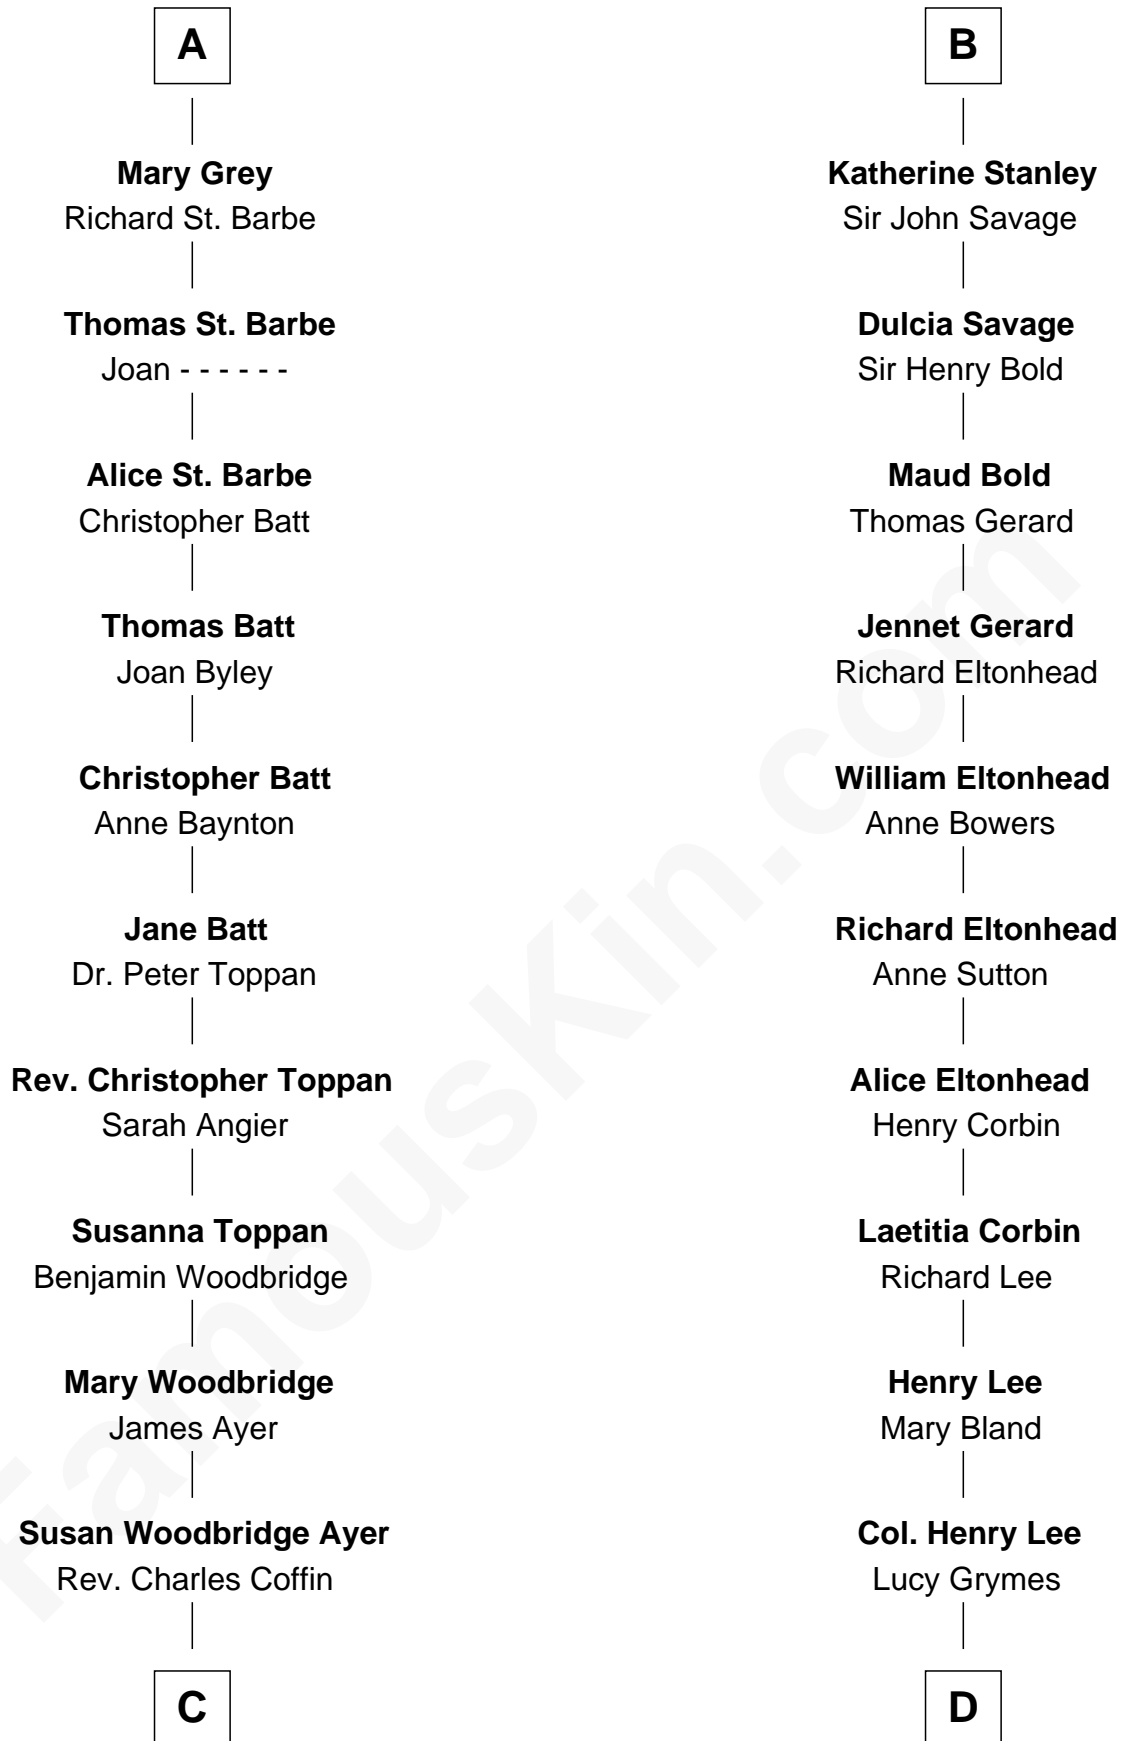 A
Mary Grey
Richard St. Barbe
Thomas St. Barbe
Joan - - - - - -
Alice St. Barbe
Christopher Batt
Thomas Batt
Joan Byley
Christopher Batt
Anne Baynton
Jane Batt
Dr. Peter Toppan
Rev. Christopher Toppan
Sarah Angier
Susanna Toppan
Benjamin Woodbridge
Mary Woodbridge
James Ayer
Susan Woodbridge Ayer
Rev. Charles Coffin
C
B
Katherine Stanley
Sir John Savage
Dulcia Savage
Sir Henry Bold
Maud Bold
Thomas Gerard
Jennet Gerard
Richard Eltonhead
William Eltonhead
Anne Bowers
Richard Eltonhead
Anne Sutton
Alice Eltonhead
Henry Corbin
Laetitia Corbin
Richard Lee
Henry Lee
Mary Bland
Col. Henry Lee
Lucy Grymes
D
FamousKin.com